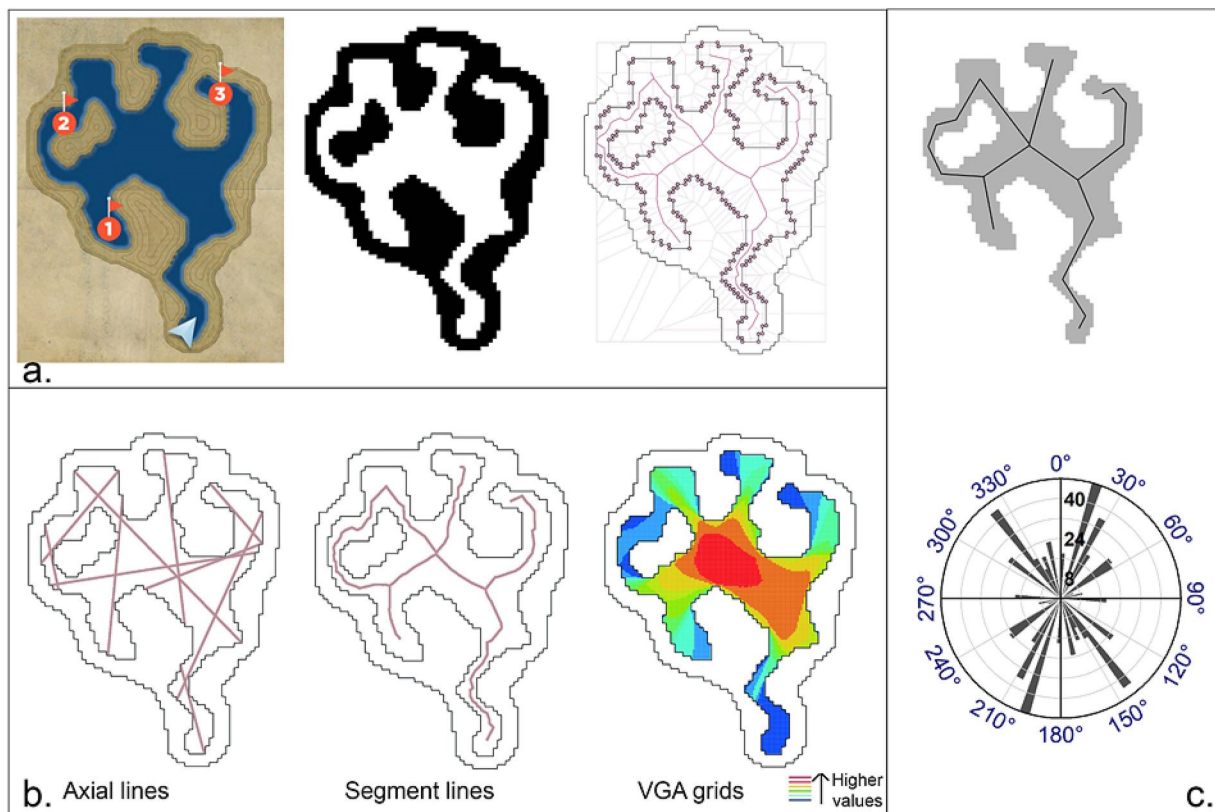 3
2
1
a.
b.
Axial lines
Segment lines
VGA grids
Higher
values
0°
30°
60°
90°
120°
150°
180°
210°
240°
270°
300°
330°
40
24
8
c.